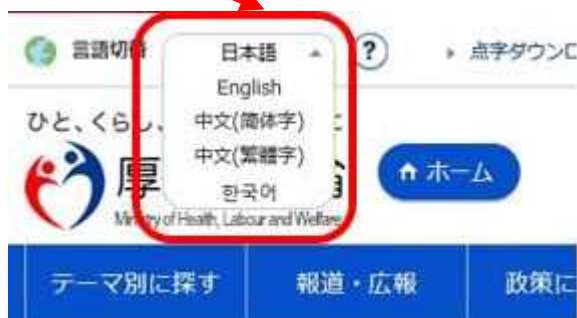 言語切替 日本語 ? 点字ダウンロ
English
中文(简体字)
中文(繁體字)
한국어
ひと、くらし、
厚
ホーム
Ministry of Health, Labour and Welfare
テーマ別に探す 報道・広報 政策に